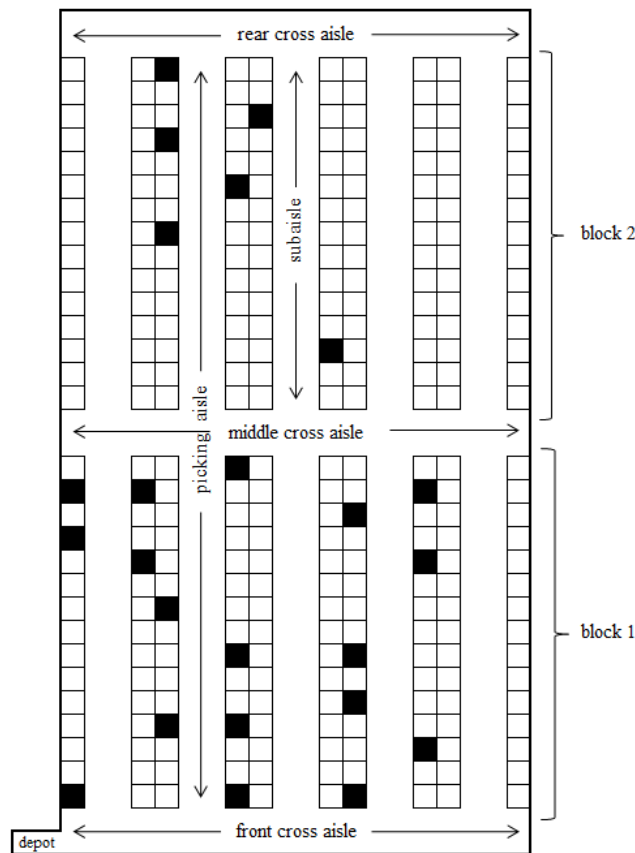 rear cross aisle
subaisle
block 2
picking aisle
middle cross aisle
block 1
front cross aisle
depot